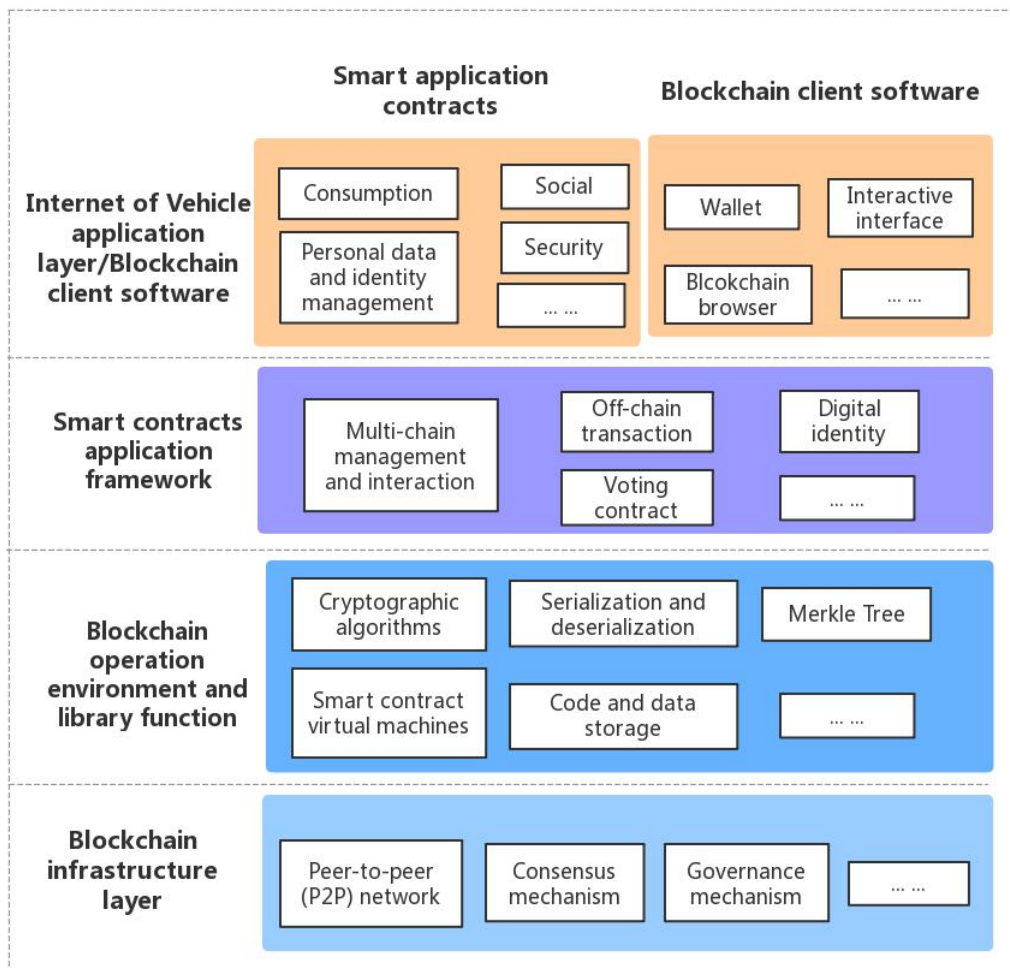 Smart application
contracts
Blockchain client software
Internet of Vehicle
application
layer/Blockchain
client software
Consumption
Social
Personal data
and identity
management
Security
... ...
Wallet
Interactive
interface
Blcokchain
browser
... ...
Smart contracts
application
framework
Multi-chain
management
and interaction
Off-chain
transaction
Digital
identity
Voting
contract
... ...
Blockchain
operation
environment and
library function
Cryptographic
algorithms
Serialization and
deserialization
Merkle Tree
Smart contract
virtual machines
Code and data
storage
... ...
Blockchain
infrastructure
layer
Peer-to-peer
(P2P) network
Consensus
mechanism
Governance
mechanism
... ...